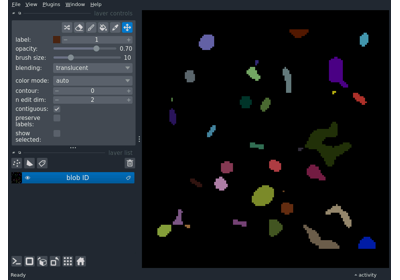 File View Plugins Window Help
layer controls
label: 1
opacity: 0.70
brush size: 10
blending: translucent
color mode: auto
contour: 0
n edit dim: 2
contiguous:
preserve
labels:
show
selected:
layer list
blob ID
Ready
activity